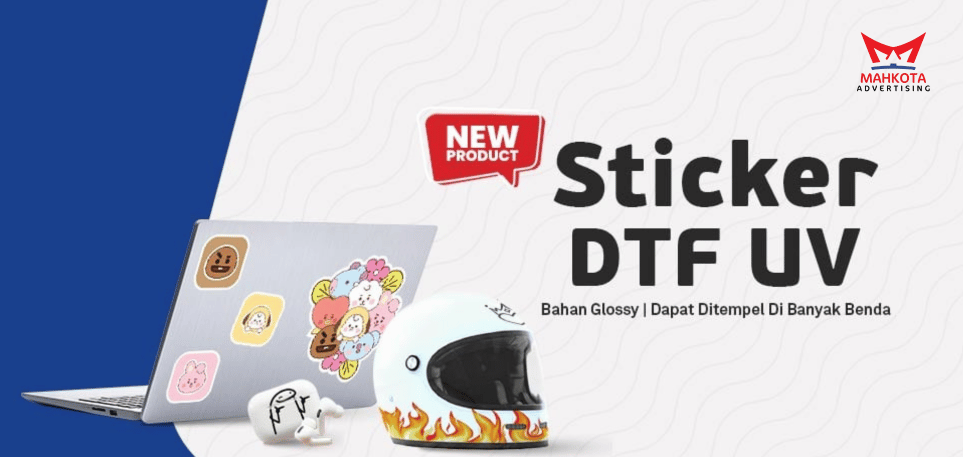 MAHKOTA
ADVERTISING
NEW
PRODUCT
Sticker
DTF UV
Bahan Glossy | Dapat Ditempel Di Banyak Benda